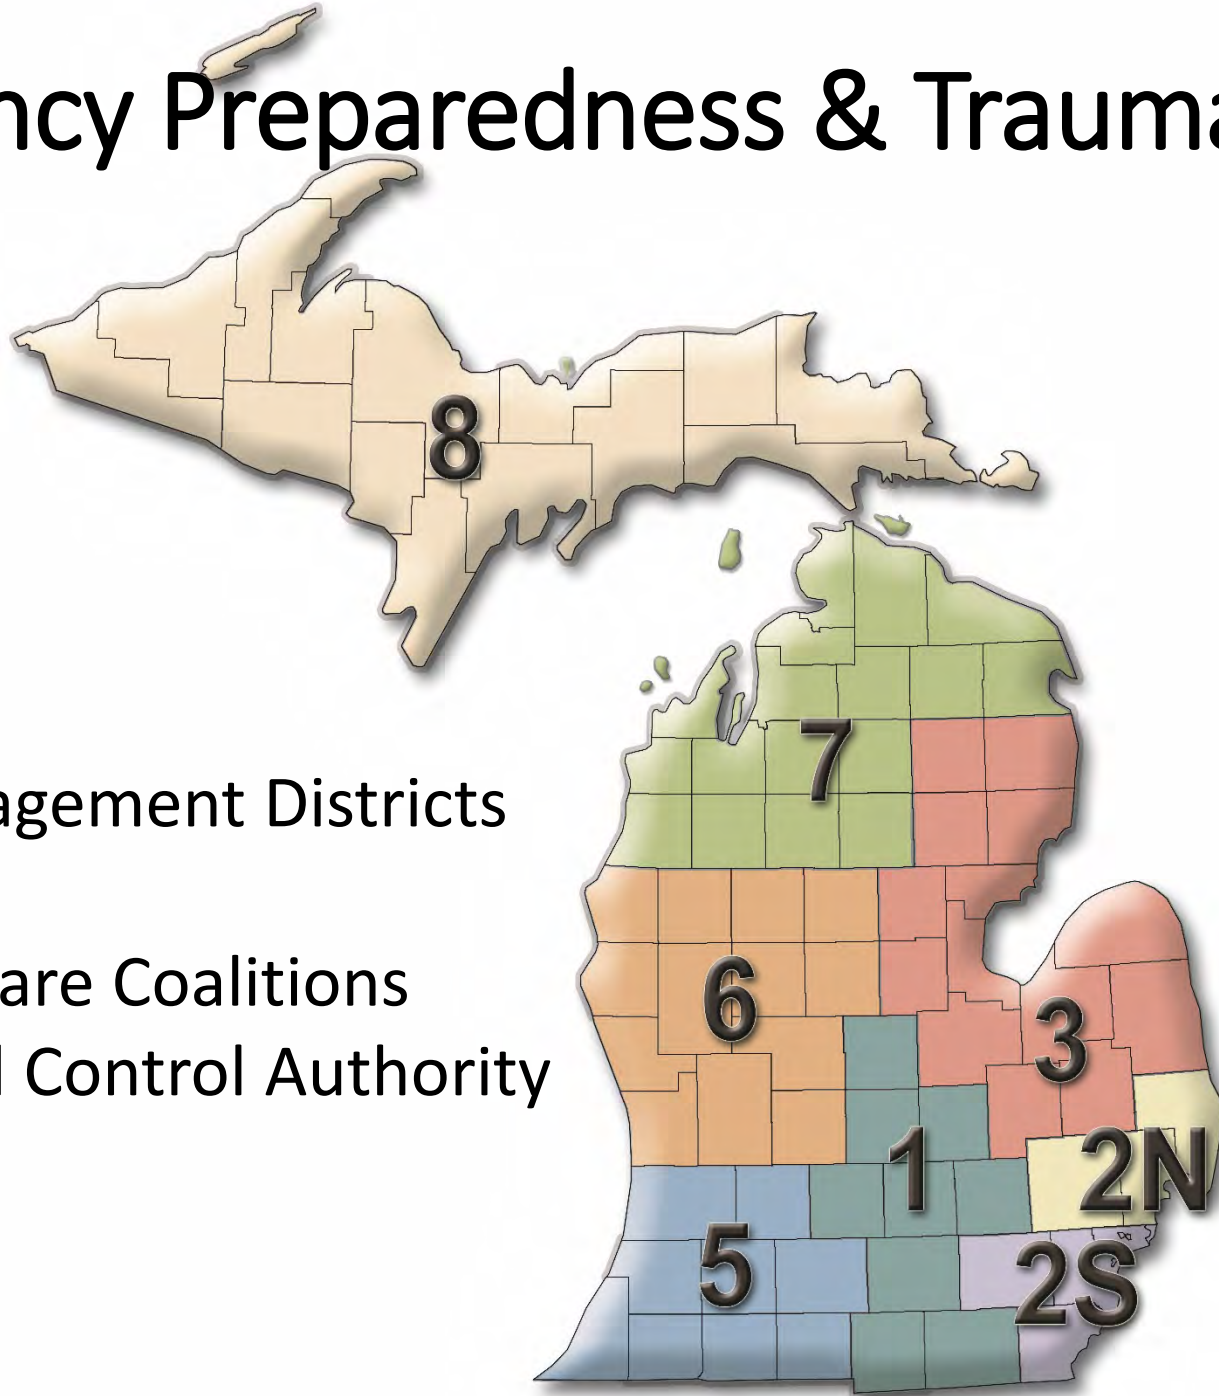 ncy Preparedness & Trauma
8
7
agement Districts
6
are Coalitions
3
l Control Authority
1
2N
5
2S